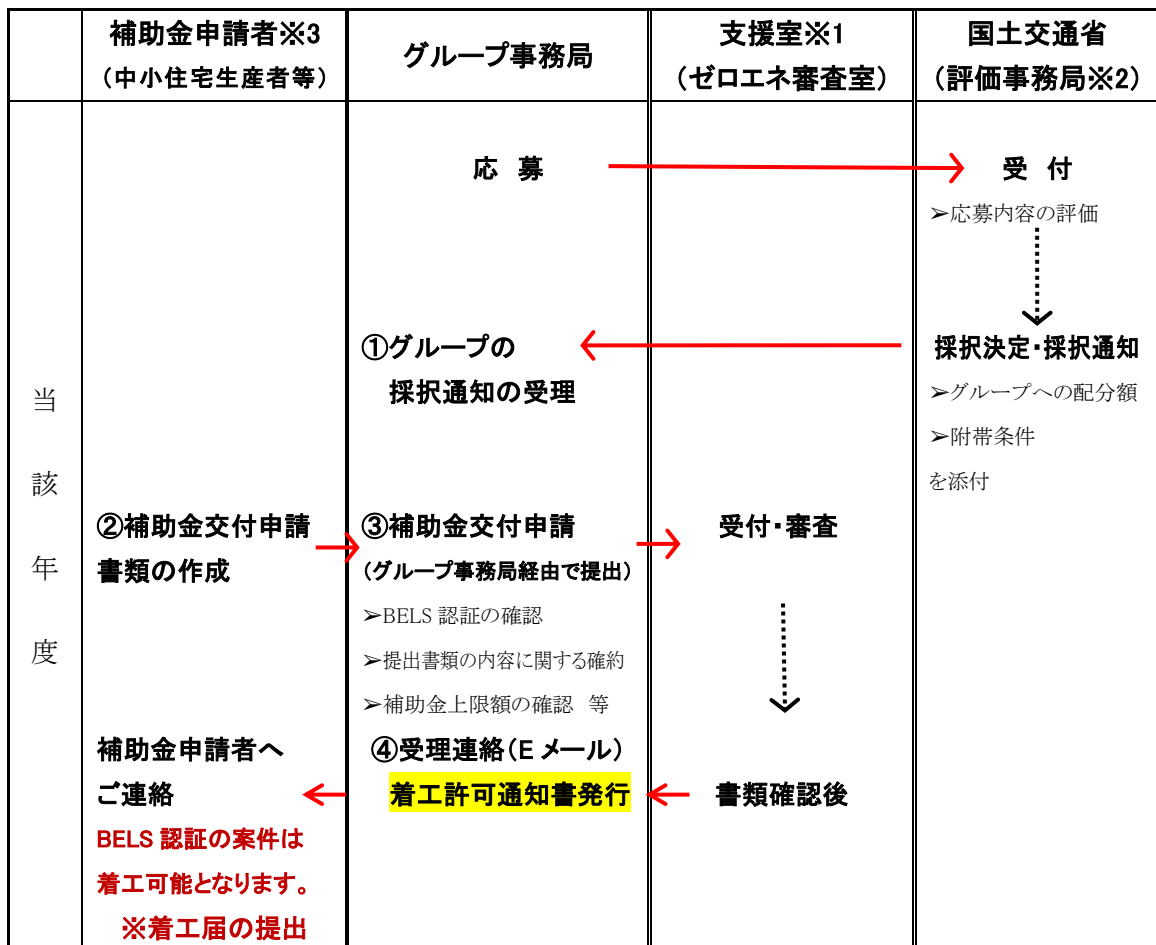 補助金申請者※3
（中小住宅生産者等）
グループ事務局
支援室※1
（ゼロエネ審査室）
国土交通省
（評価事務局※2）
当該年度
応 募
受 付
➢応募内容の評価
①グループの
採択通知の受理
採択決定・採択通知
➢グループへの配分額
➢附帯条件
を添付
②補助金交付申請
書類の作成
③補助金交付申請
（グループ事務局経由で提出）
➢BELS 認証の確認
➢提出書類の内容に関する確約
➢補助金上限額の確認 等
受付・審査
補助金申請者へ
ご連絡
BELS 認証の案件は
着工可能となります。
※着工届の提出
④受理連絡（E メール）
着工許可通知書発行
書類確認後